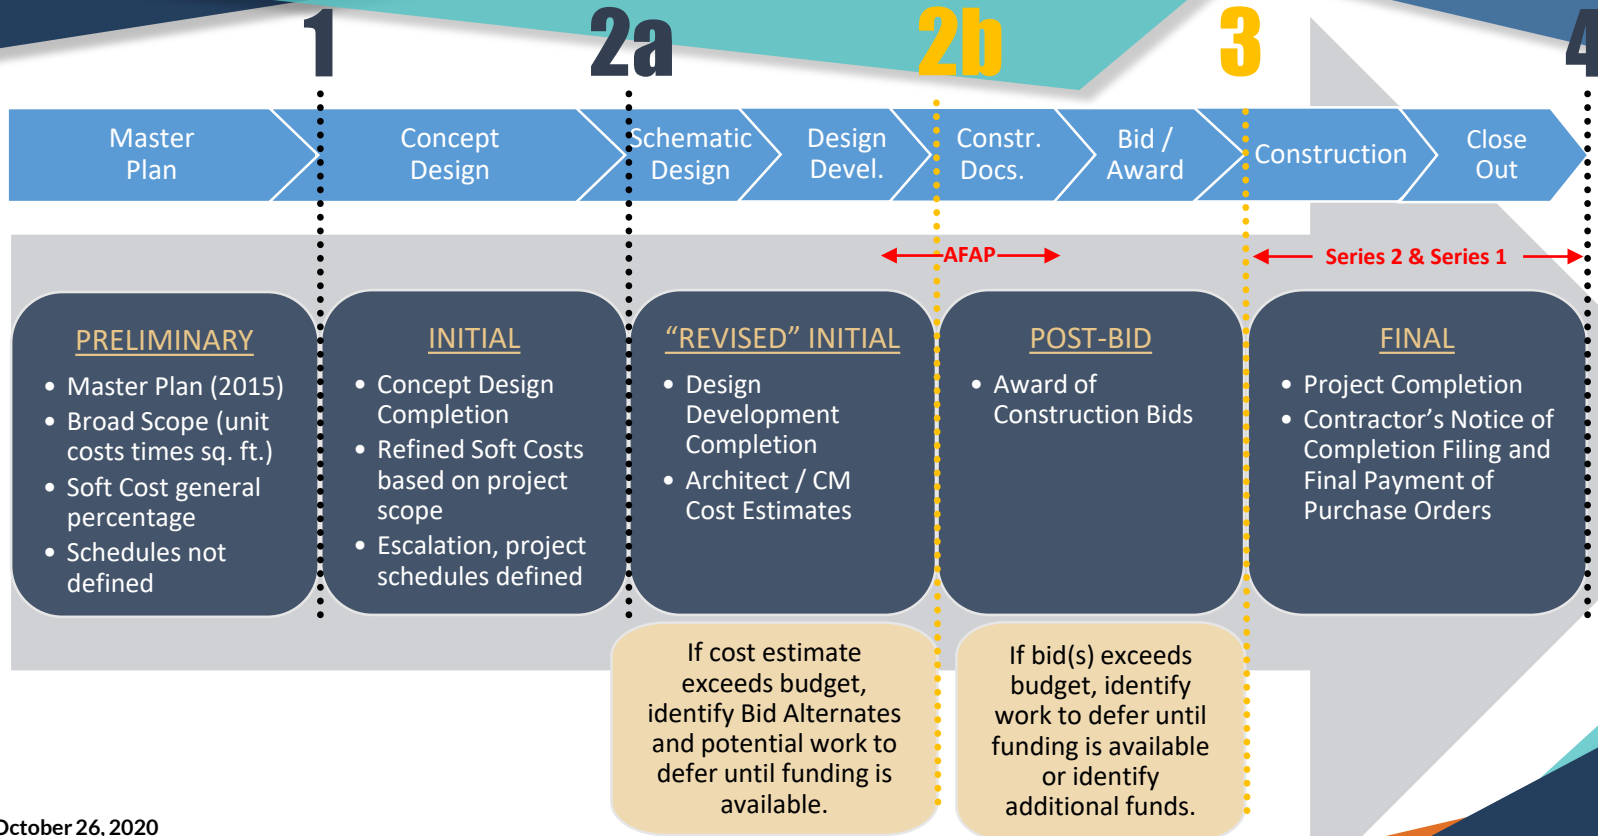 1
2a
2b
3
4
Master
Plan
Concept
Design
Schematic
Design
Design
Devel.
Constr.
Docs.
Bid /
Award
Construction
Close
Out
AFAP
Series 2 & Series 1
PRELIMINARY
• Master Plan (2015)
• Broad Scope (unit
costs times sq. ft.)
• Soft Cost general
percentage
• Schedules not
defined
INITIAL
• Concept Design
Completion
• Refined Soft Costs
based on project
scope
• Escalation, project
schedules defined
“REVISED” INITIAL
• Design
Development
Completion
• Architect / CM
Cost Estimates
POST-BID
• Award of
Construction Bids
FINAL
• Project Completion
• Contractor’s Notice of
Completion Filing and
Final Payment of
Purchase Orders
If cost estimate
exceeds budget,
identify Bid Alternates
and potential work to
defer until funding is
available.
If bid(s) exceeds
budget, identify
work to defer until
funding is available
or identify
additional funds.
October 26, 2020